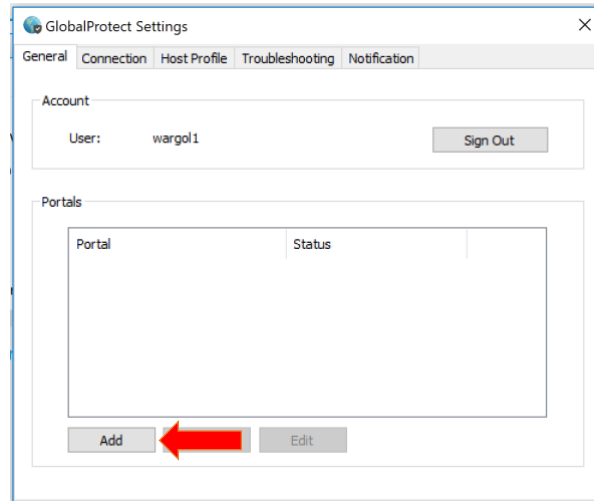 GlobalProtect Settings
General Connection Host Profile Troubleshooting Notification
Account
User: wargol1 Sign Out
Portals
Portal Status
Add Edit